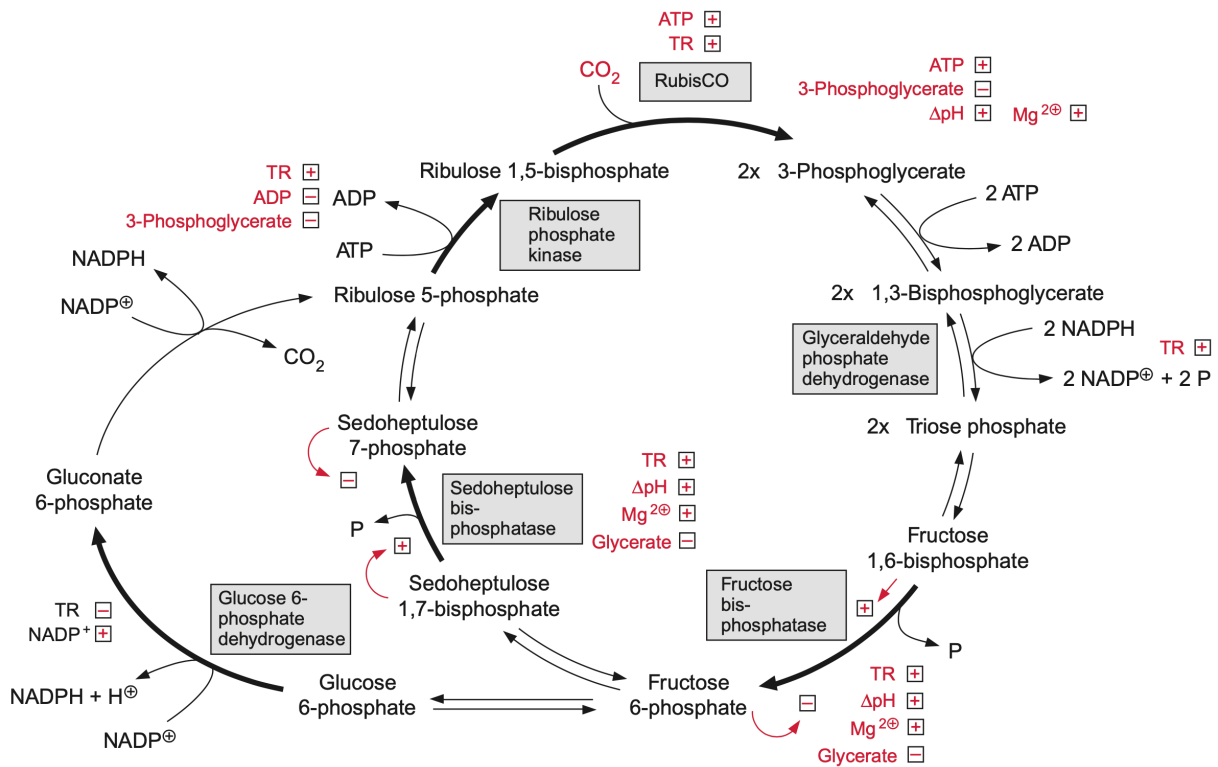 ATP +
TR +
CO2
RubisCO
ATP +
3-Phosphoglycerate −
ΔpH + Mg2⊕ +
Ribulose 1,5-bisphosphate
2x 3-Phosphoglycerate
TR +
ADP −
3-Phosphoglycerate −
ADP
ATP
Ribulose
phosphate
kinase
2 ATP
2 ADP
NADPH
NADP⊕
CO2
Ribulose 5-phosphate
2x 1,3-Bisphosphoglycerate
Glyceraldehyde
phosphate
dehydrogenase
2 NADPH
TR +
2 NADP⊕ + 2 P
Sedoheptulose
7-phosphate
−
2x Triose phosphate
Gluconate
6-phosphate
P
+
Sedoheptulose
bis-
phosphatase
TR +
ΔpH +
Mg2⊕ +
Glycerate −
Fructose
1,6-bisphosphate
Sedoheptulose
1,7-bisphosphate
Fructose
bis-
phosphatase
+
P
TR −
NADP+ +
Glucose 6-
phosphate
dehydrogenase
NADPH + H⊕
NADP⊕
Glucose
6-phosphate
Fructose
6-phosphate
−
TR +
ΔpH +
Mg2⊕ +
Glycerate −